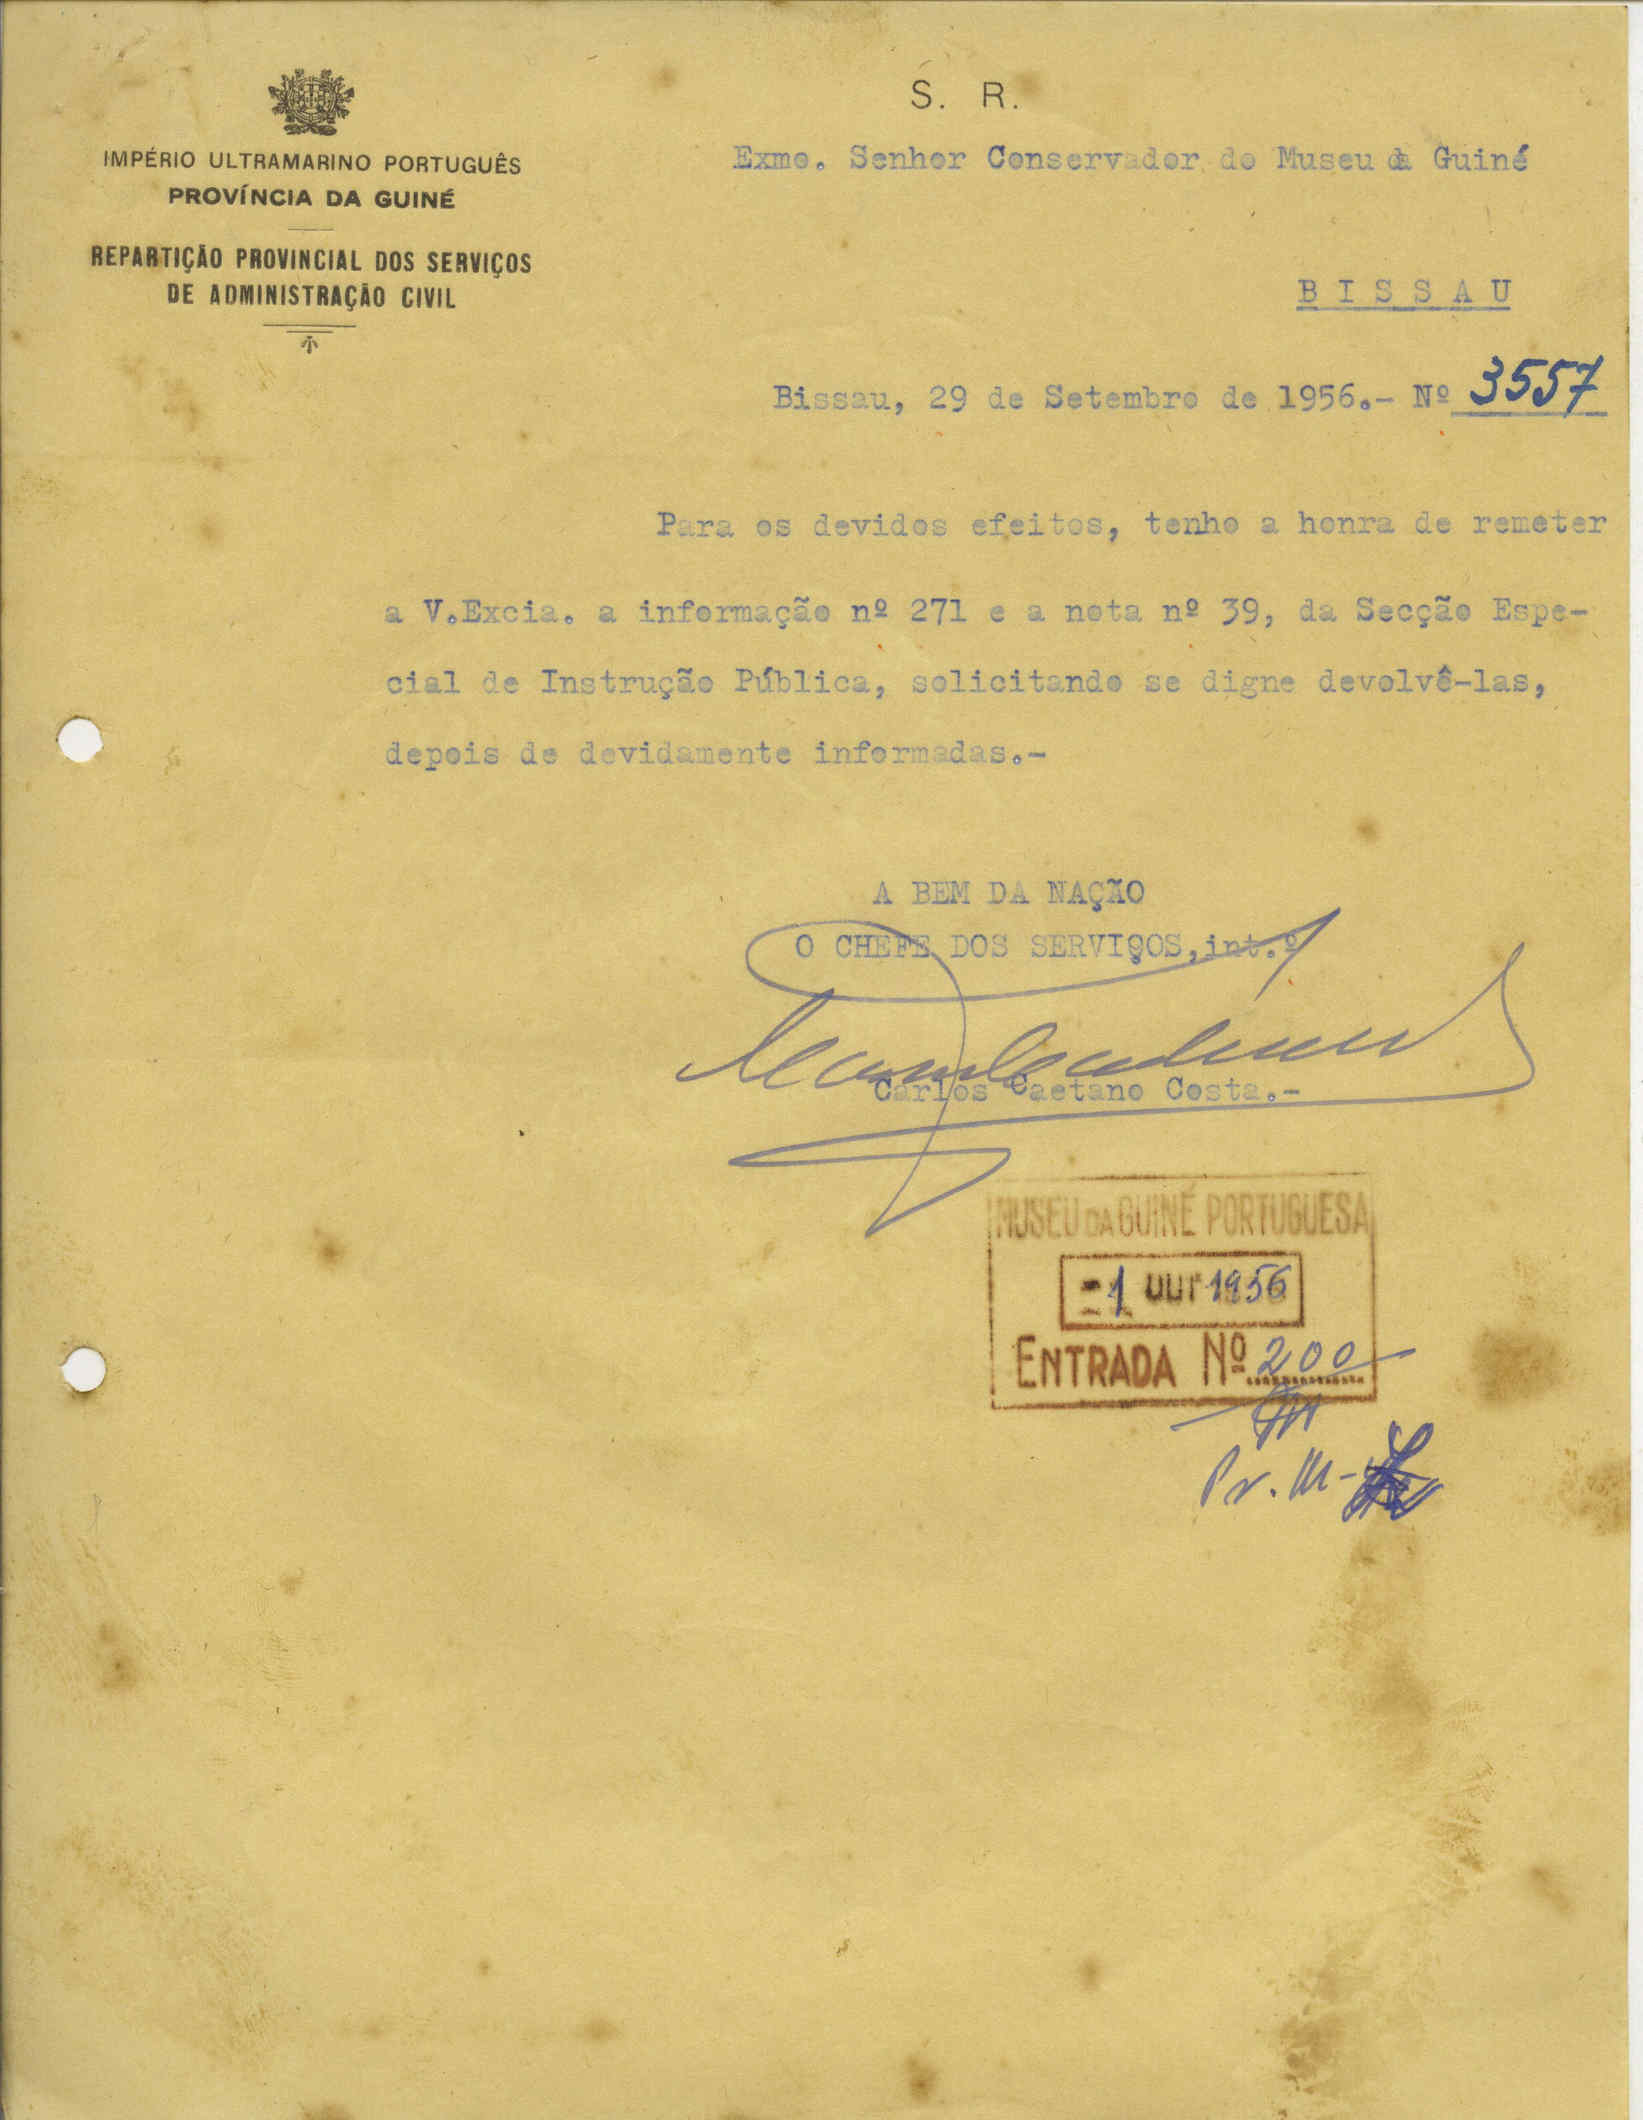 S. R.
IMPÉRIO ULTRAMARINO PORTUGUÊS
PROVÍNCIA DA GUINÉ
REPARTIÇÃO PROVINCIAL DOS SERVIÇOS
DE ADMINISTRAÇÃO CIVIL
Exmo. Senhor Conservador do Museu da Guiné
BISSAU
Bissau, 29 de Setembro de 1956.- Nº 3557
Para os devidos efeitos, tenho a honra de remeter
a V.Excia. a informação nº 271 e a nota nº 39, da Secção Espe-
cial de Instrução Pública, solicitando se digne devolvê-las,
depois de devidamente informadas.-
A BEM DA NAÇÃO
O CHEFE DOS SERVIÇOS, int.º
Carlos Caetano Costa.-
MUSEU DA GUINÉ PORTUGUESA
-1 OUT 1956
ENTRADA Nº 200